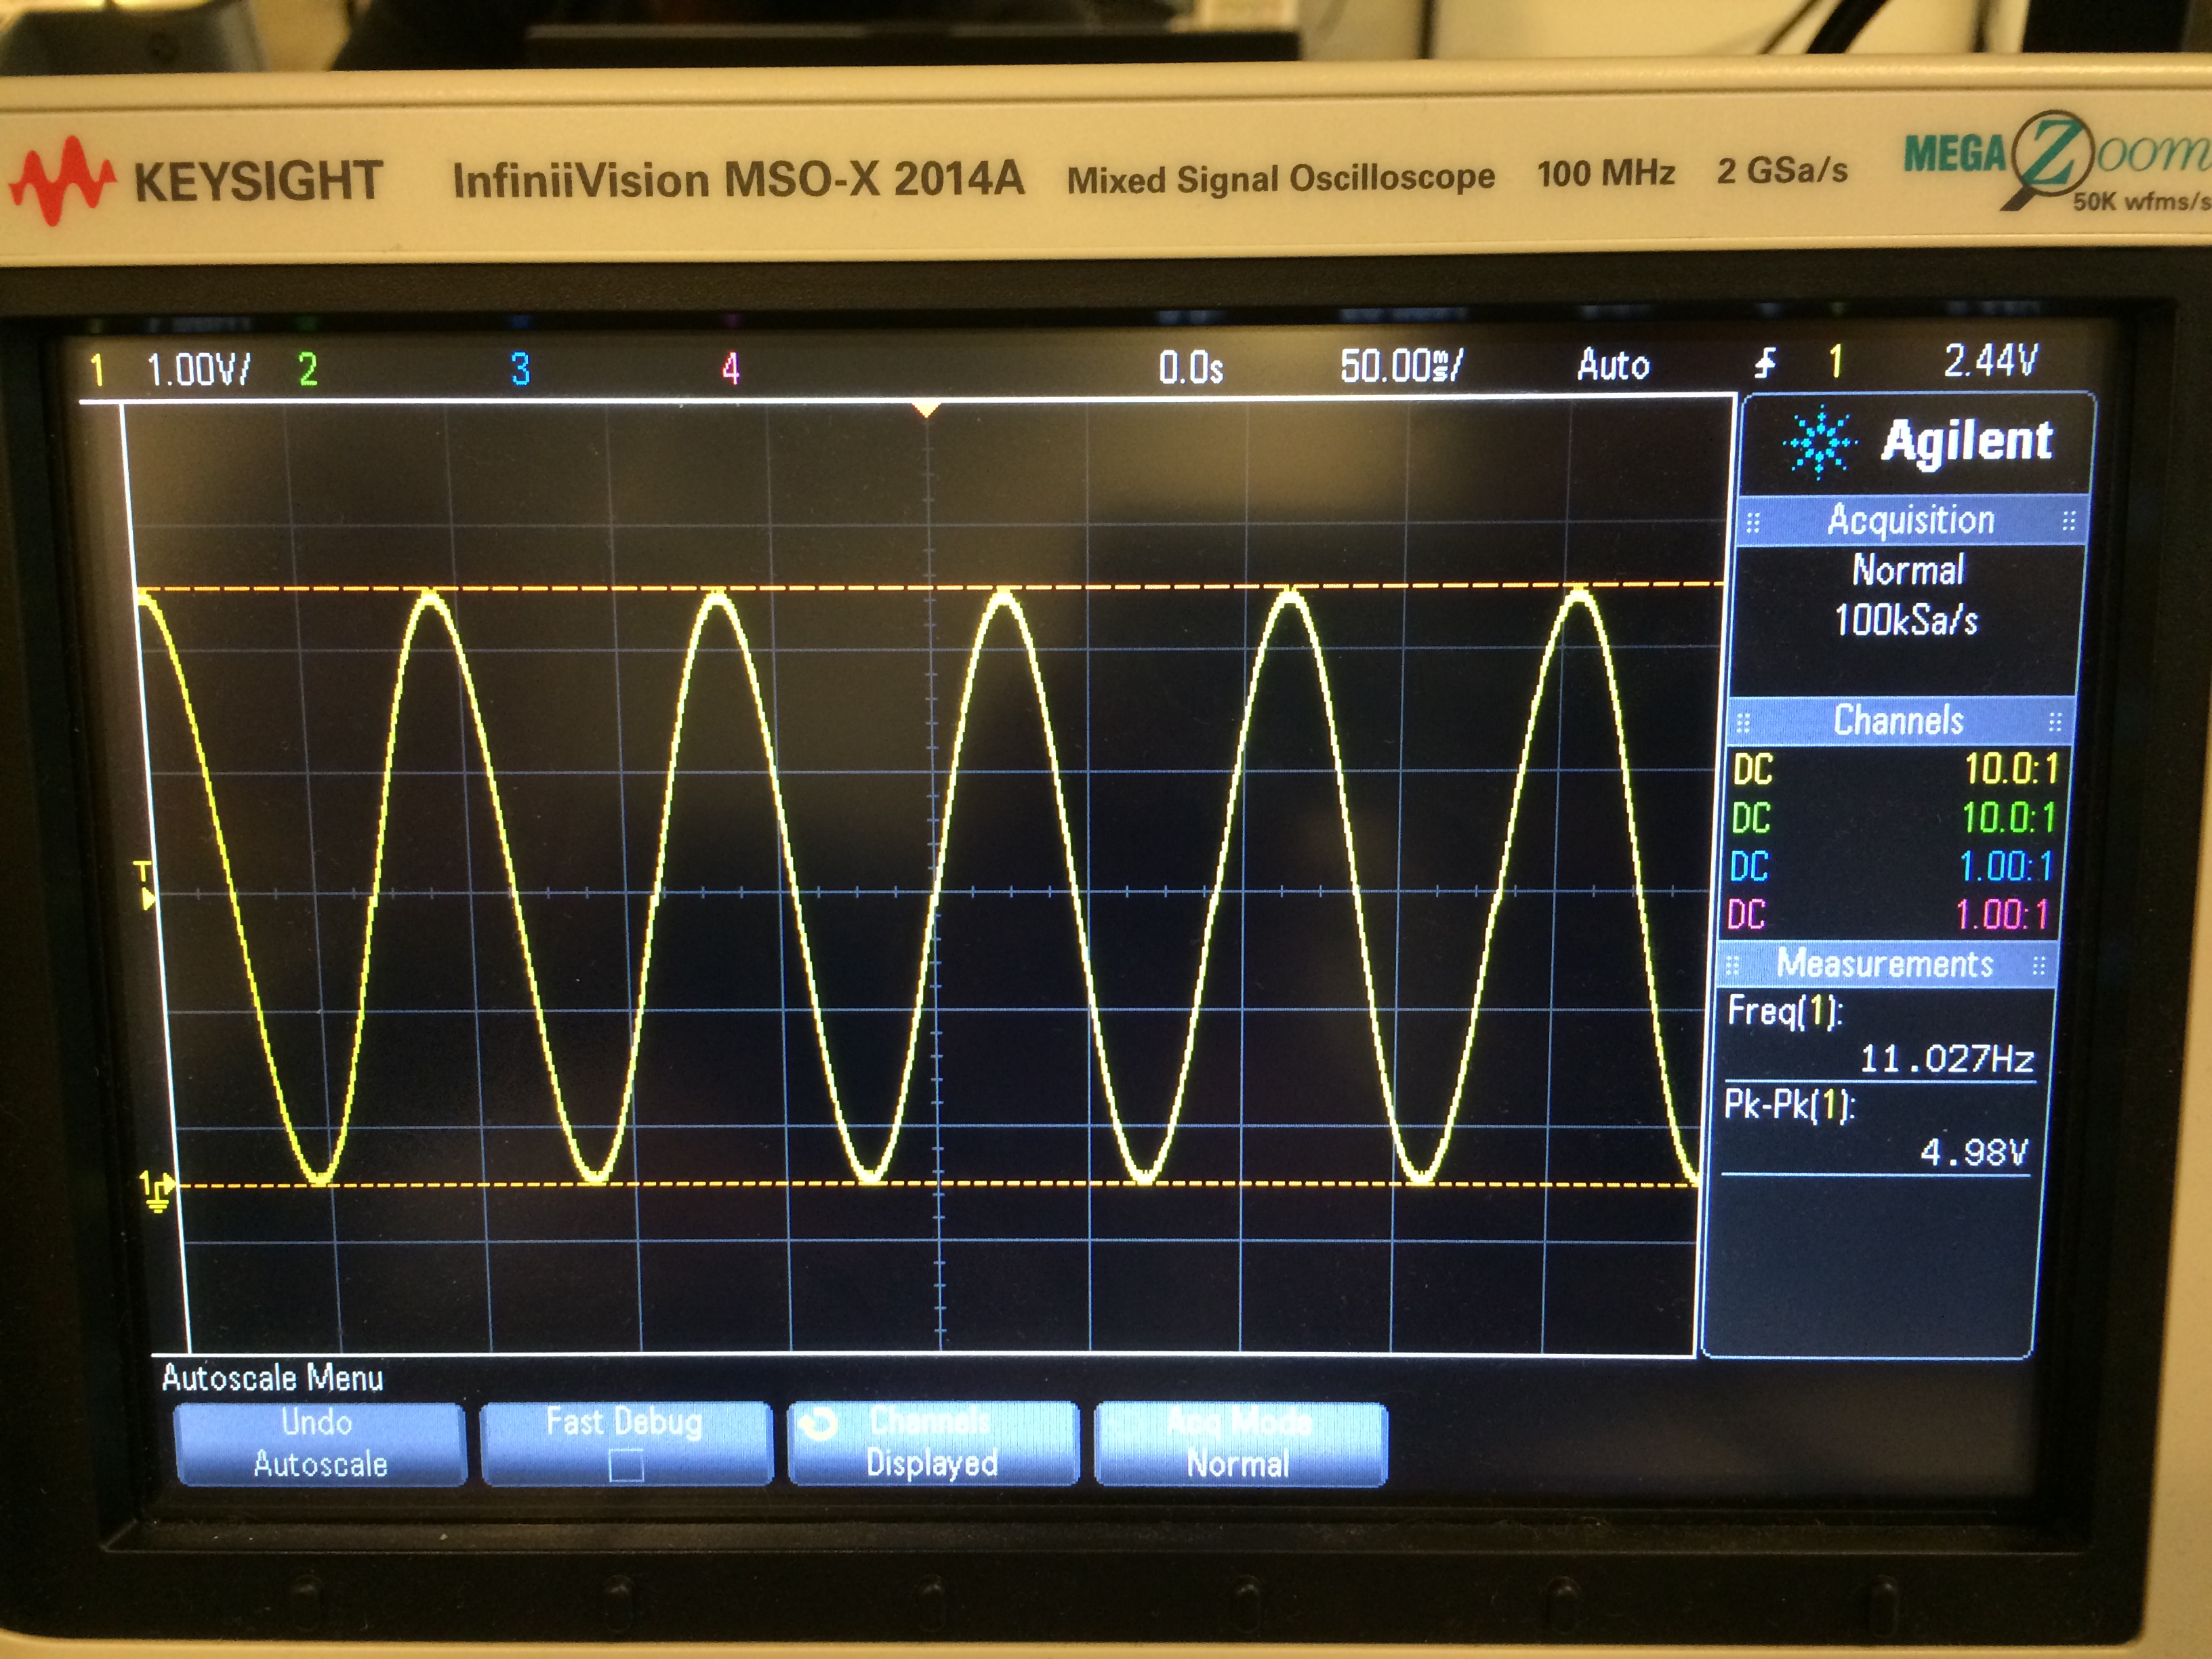 KEYSIGHT InfiniiVision MSO-X 2014A Mixed Signal Oscilloscope 100 MHz 2 GSa/s MEGA Zoom
50K wfms/s
1 1.00V/ 2 3 4 0.0s 50.00ms/ Auto 1 2.44V
Agilent
Acquisition
Normal
100kSa/s
Channels
DC 10.0:1
DC 10.0:1
DC 1.00:1
DC 1.00:1
Measurements
Freq(1):
11.027Hz
Pk-Pk(1):
4.98V
T
1
Autoscale Menu
Undo
Autoscale
Fast Debug
Channels
Displayed
Acq Mode
Normal